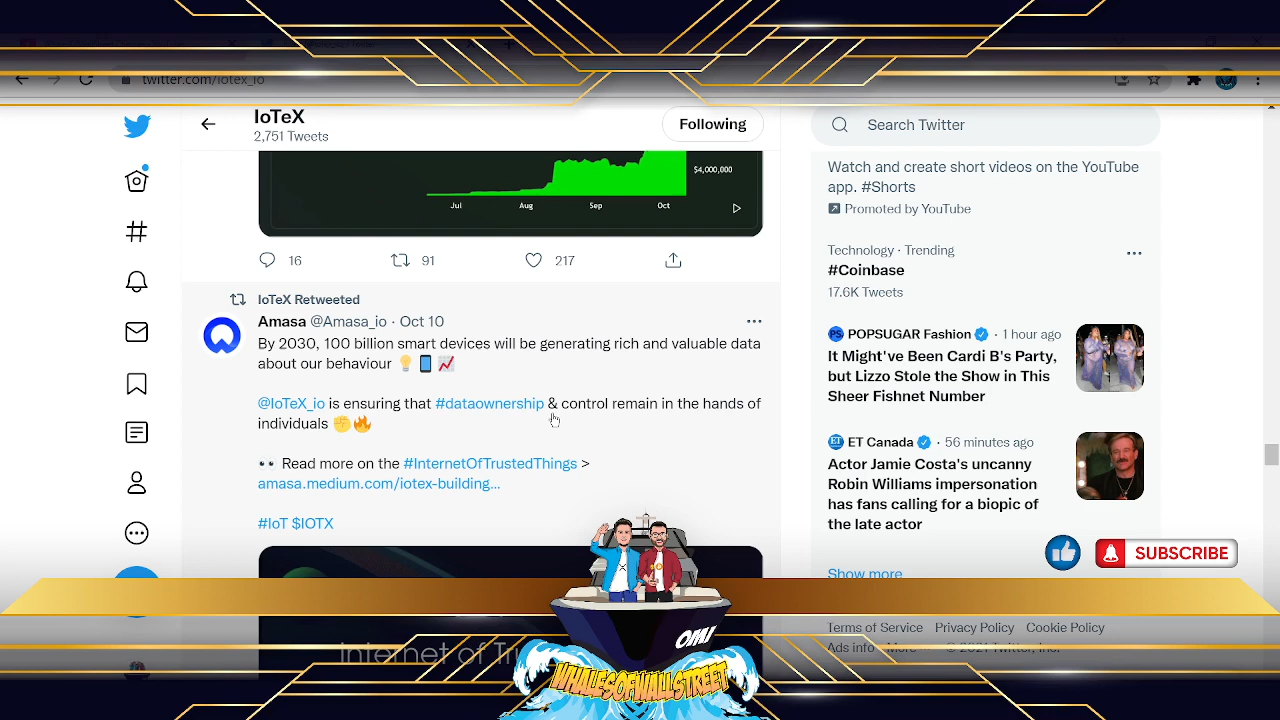 twitter.com/iotex_io
IoTeX
2,751 Tweets
Following
Search Twitter
$4,000,000
Jul Aug Sep Oct
16 91 217
IoTeX Retweeted
Amasa @Amasa_io · Oct 10
By 2030, 100 billion smart devices will be generating rich and valuable data
about our behaviour 💡📱📈
@IoTeX_io is ensuring that #dataownership & control remain in the hands of
individuals ✊🔥
👀 Read more on the #InternetOfTrustedThings >
amasa.medium.com/iotex-building...
#IoT $IOTX
Internet of Tr
Watch and create short videos on the YouTube
app. #Shorts
Promoted by YouTube
Technology · Trending
#Coinbase
17.6K Tweets
POPSUGAR Fashion · 1 hour ago
It Might've Been Cardi B's Party,
but Lizzo Stole the Show in This
Sheer Fishnet Number
ET Canada · 56 minutes ago
Actor Jamie Costa's uncanny
Robin Williams impersonation
has fans calling for a biopic of
the late actor
Show more
SUBSCRIBE
Terms of Service Privacy Policy Cookie Policy
Ads info More © 2021 Twitter, Inc.
OMI
WHALESOFWALLSTREET